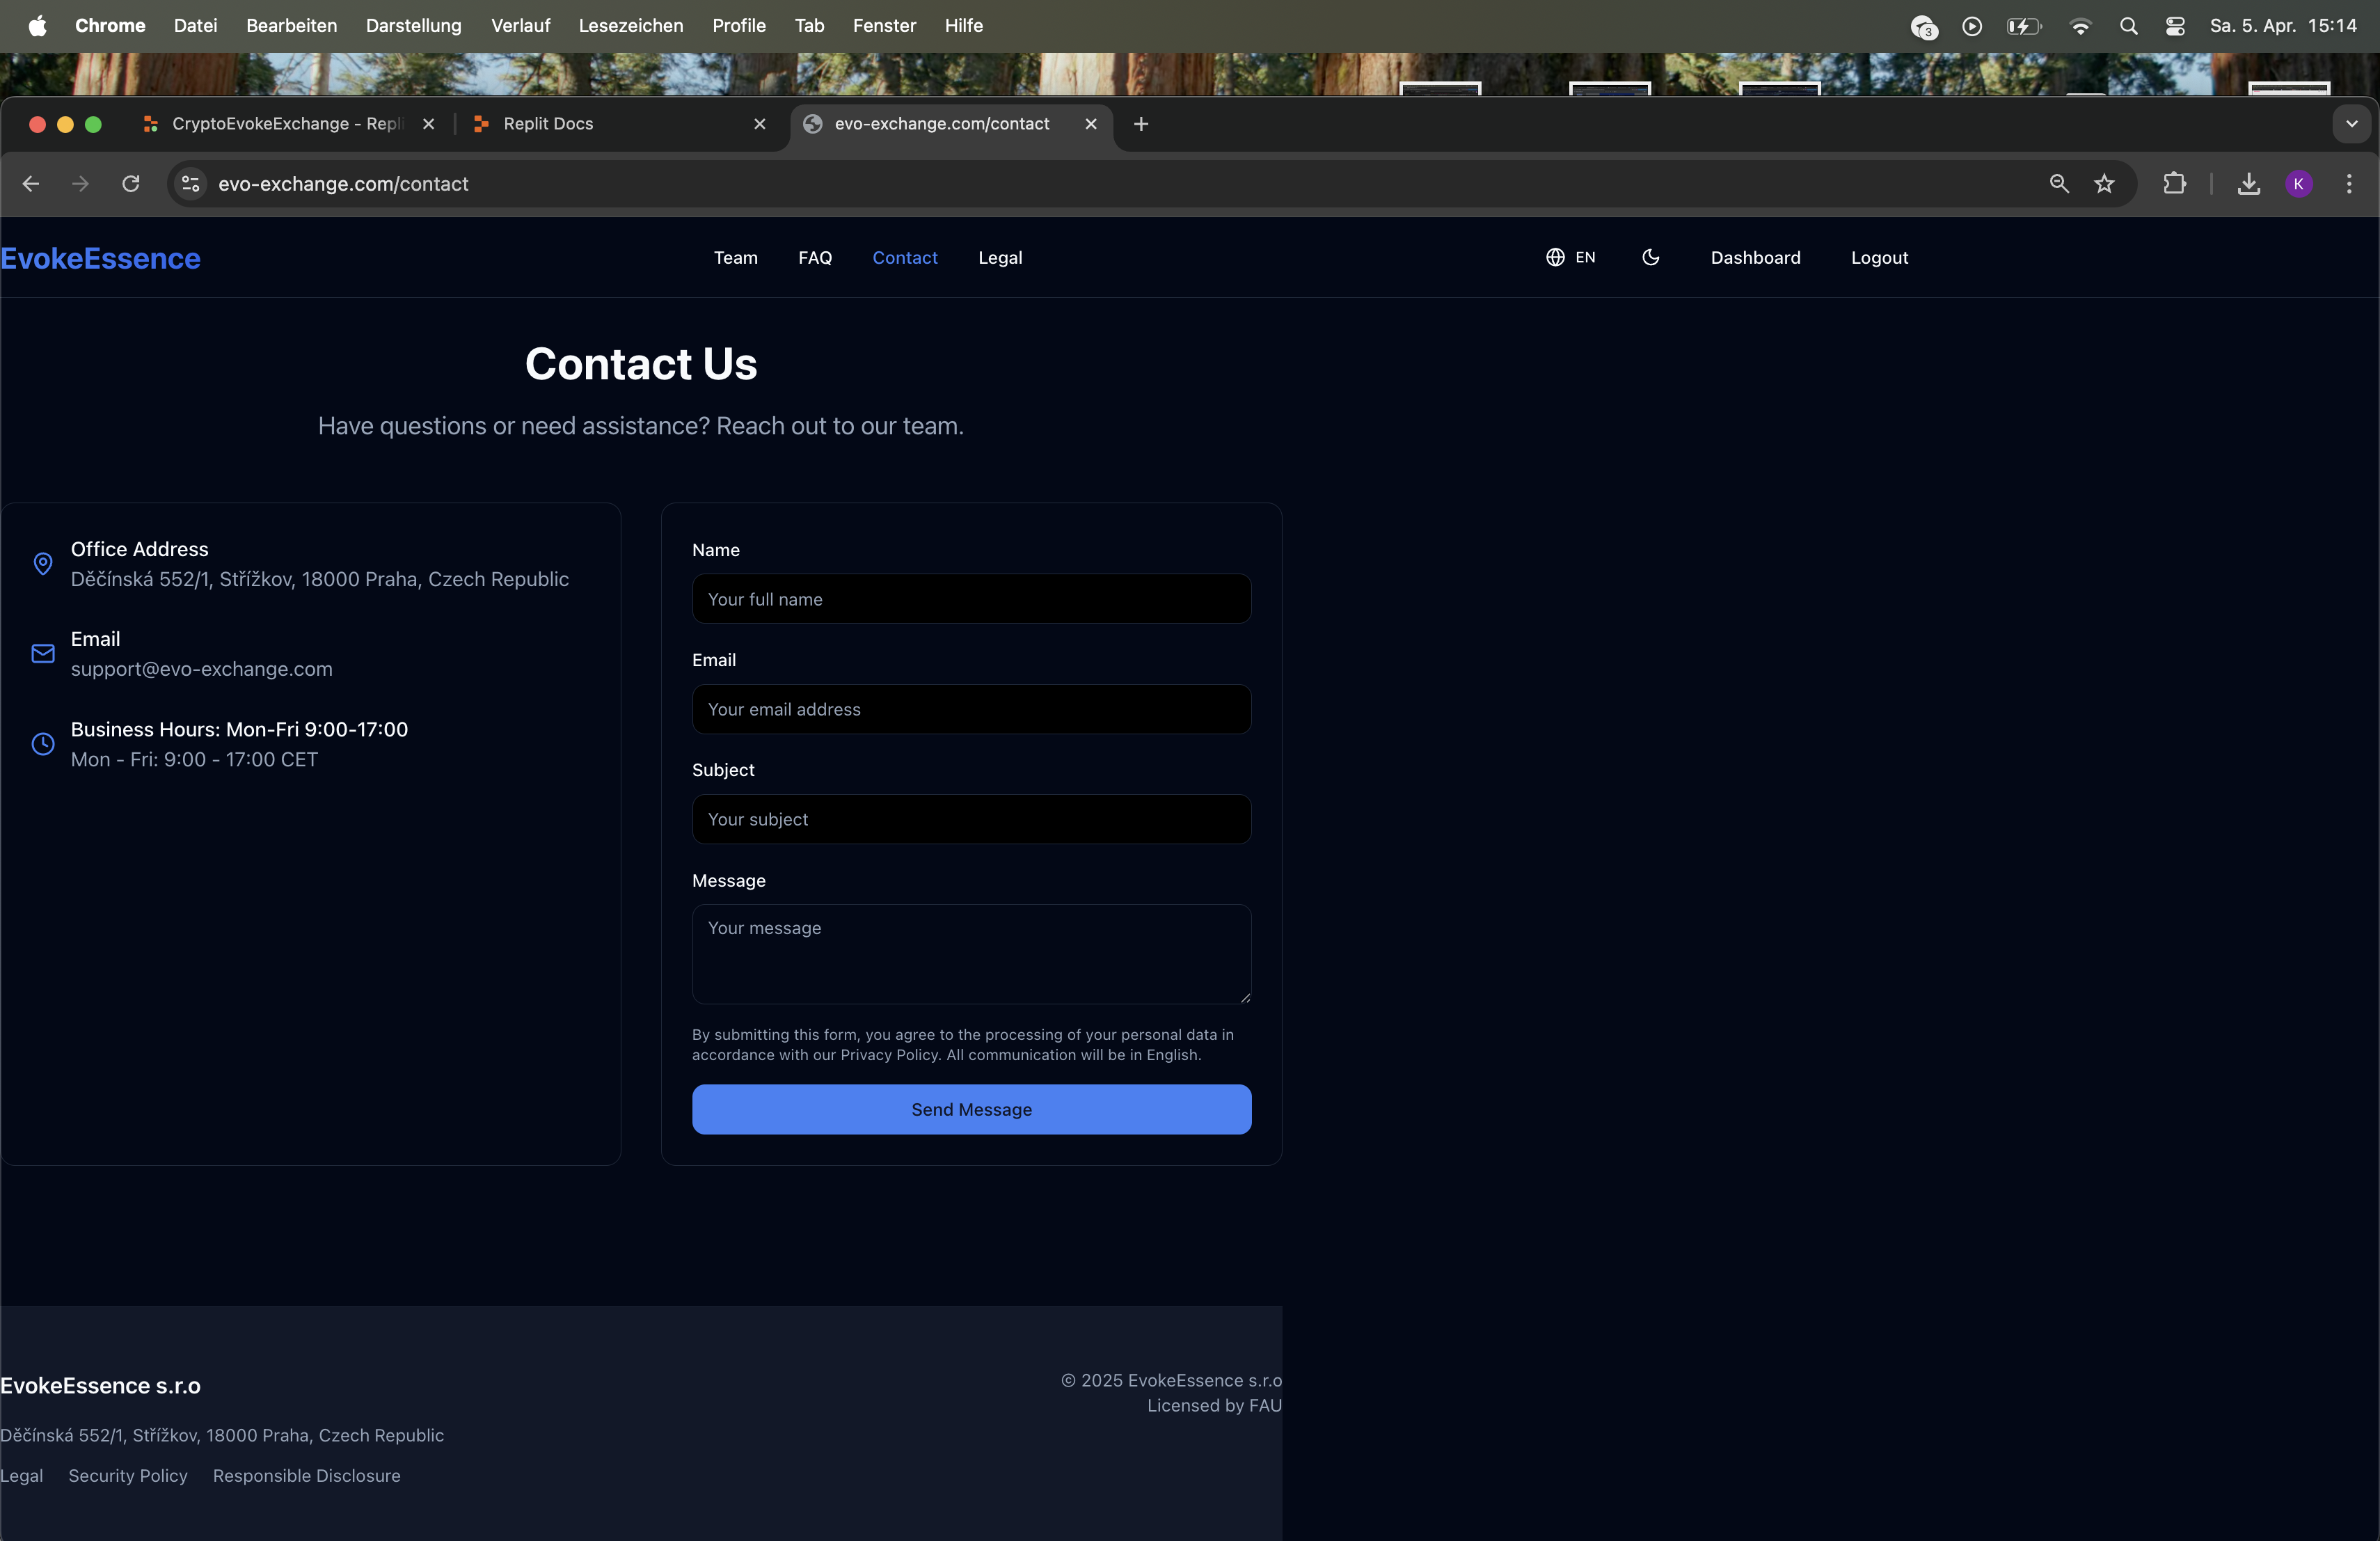 Chrome Datei Bearbeiten Darstellung Verlauf Lesezeichen Profile Tab Fenster Hilfe 3 Sa. 5. Apr. 15:14
CryptoEvokeExchange - Repli Replit Docs evo-exchange.com/contact
evo-exchange.com/contact K
EvokeEssence Team FAQ Contact Legal EN Dashboard Logout
Contact Us
Have questions or need assistance? Reach out to our team.
Office Address
Děčínská 552/1, Střížkov, 18000 Praha, Czech Republic
Email
support@evo-exchange.com
Business Hours: Mon-Fri 9:00-17:00
Mon - Fri: 9:00 - 17:00 CET
Name
Your full name
Email
Your email address
Subject
Your subject
Message
Your message
By submitting this form, you agree to the processing of your personal data in
accordance with our Privacy Policy. All communication will be in English.
Send Message
EvokeEssence s.r.o
Děčínská 552/1, Střížkov, 18000 Praha, Czech Republic
Legal Security Policy Responsible Disclosure
© 2025 EvokeEssence s.r.o
Licensed by FAU